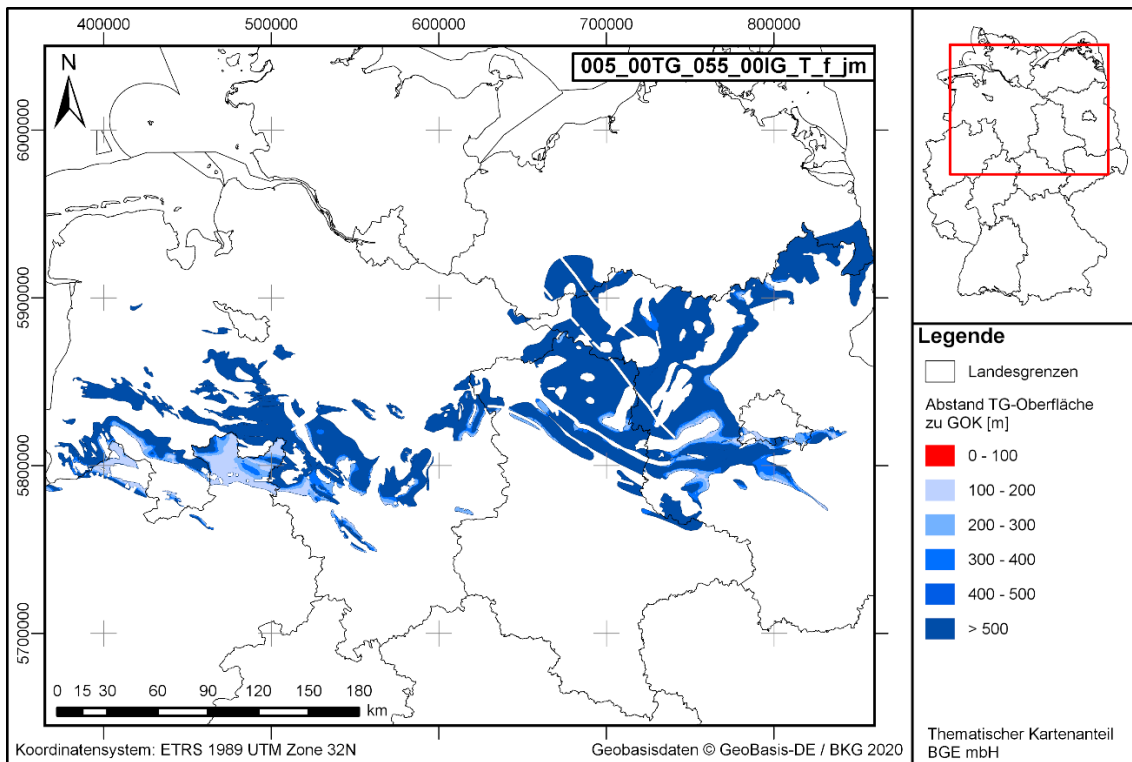 400000 500000 600000 700000 800000
N
005_00TG_055_00IG_T_f_jm
6000000
5900000
5800000
5700000
0 15 30 60 90 120 150 180
km
Koordinatensystem: ETRS 1989 UTM Zone 32N
Geobasisdaten © GeoBasis-DE / BKG 2020
Legende
Landesgrenzen
Abstand TG-Oberfläche
zu GOK [m]
0 - 100
100 - 200
200 - 300
300 - 400
400 - 500
> 500
Thematischer Kartenanteil
BGE mbH